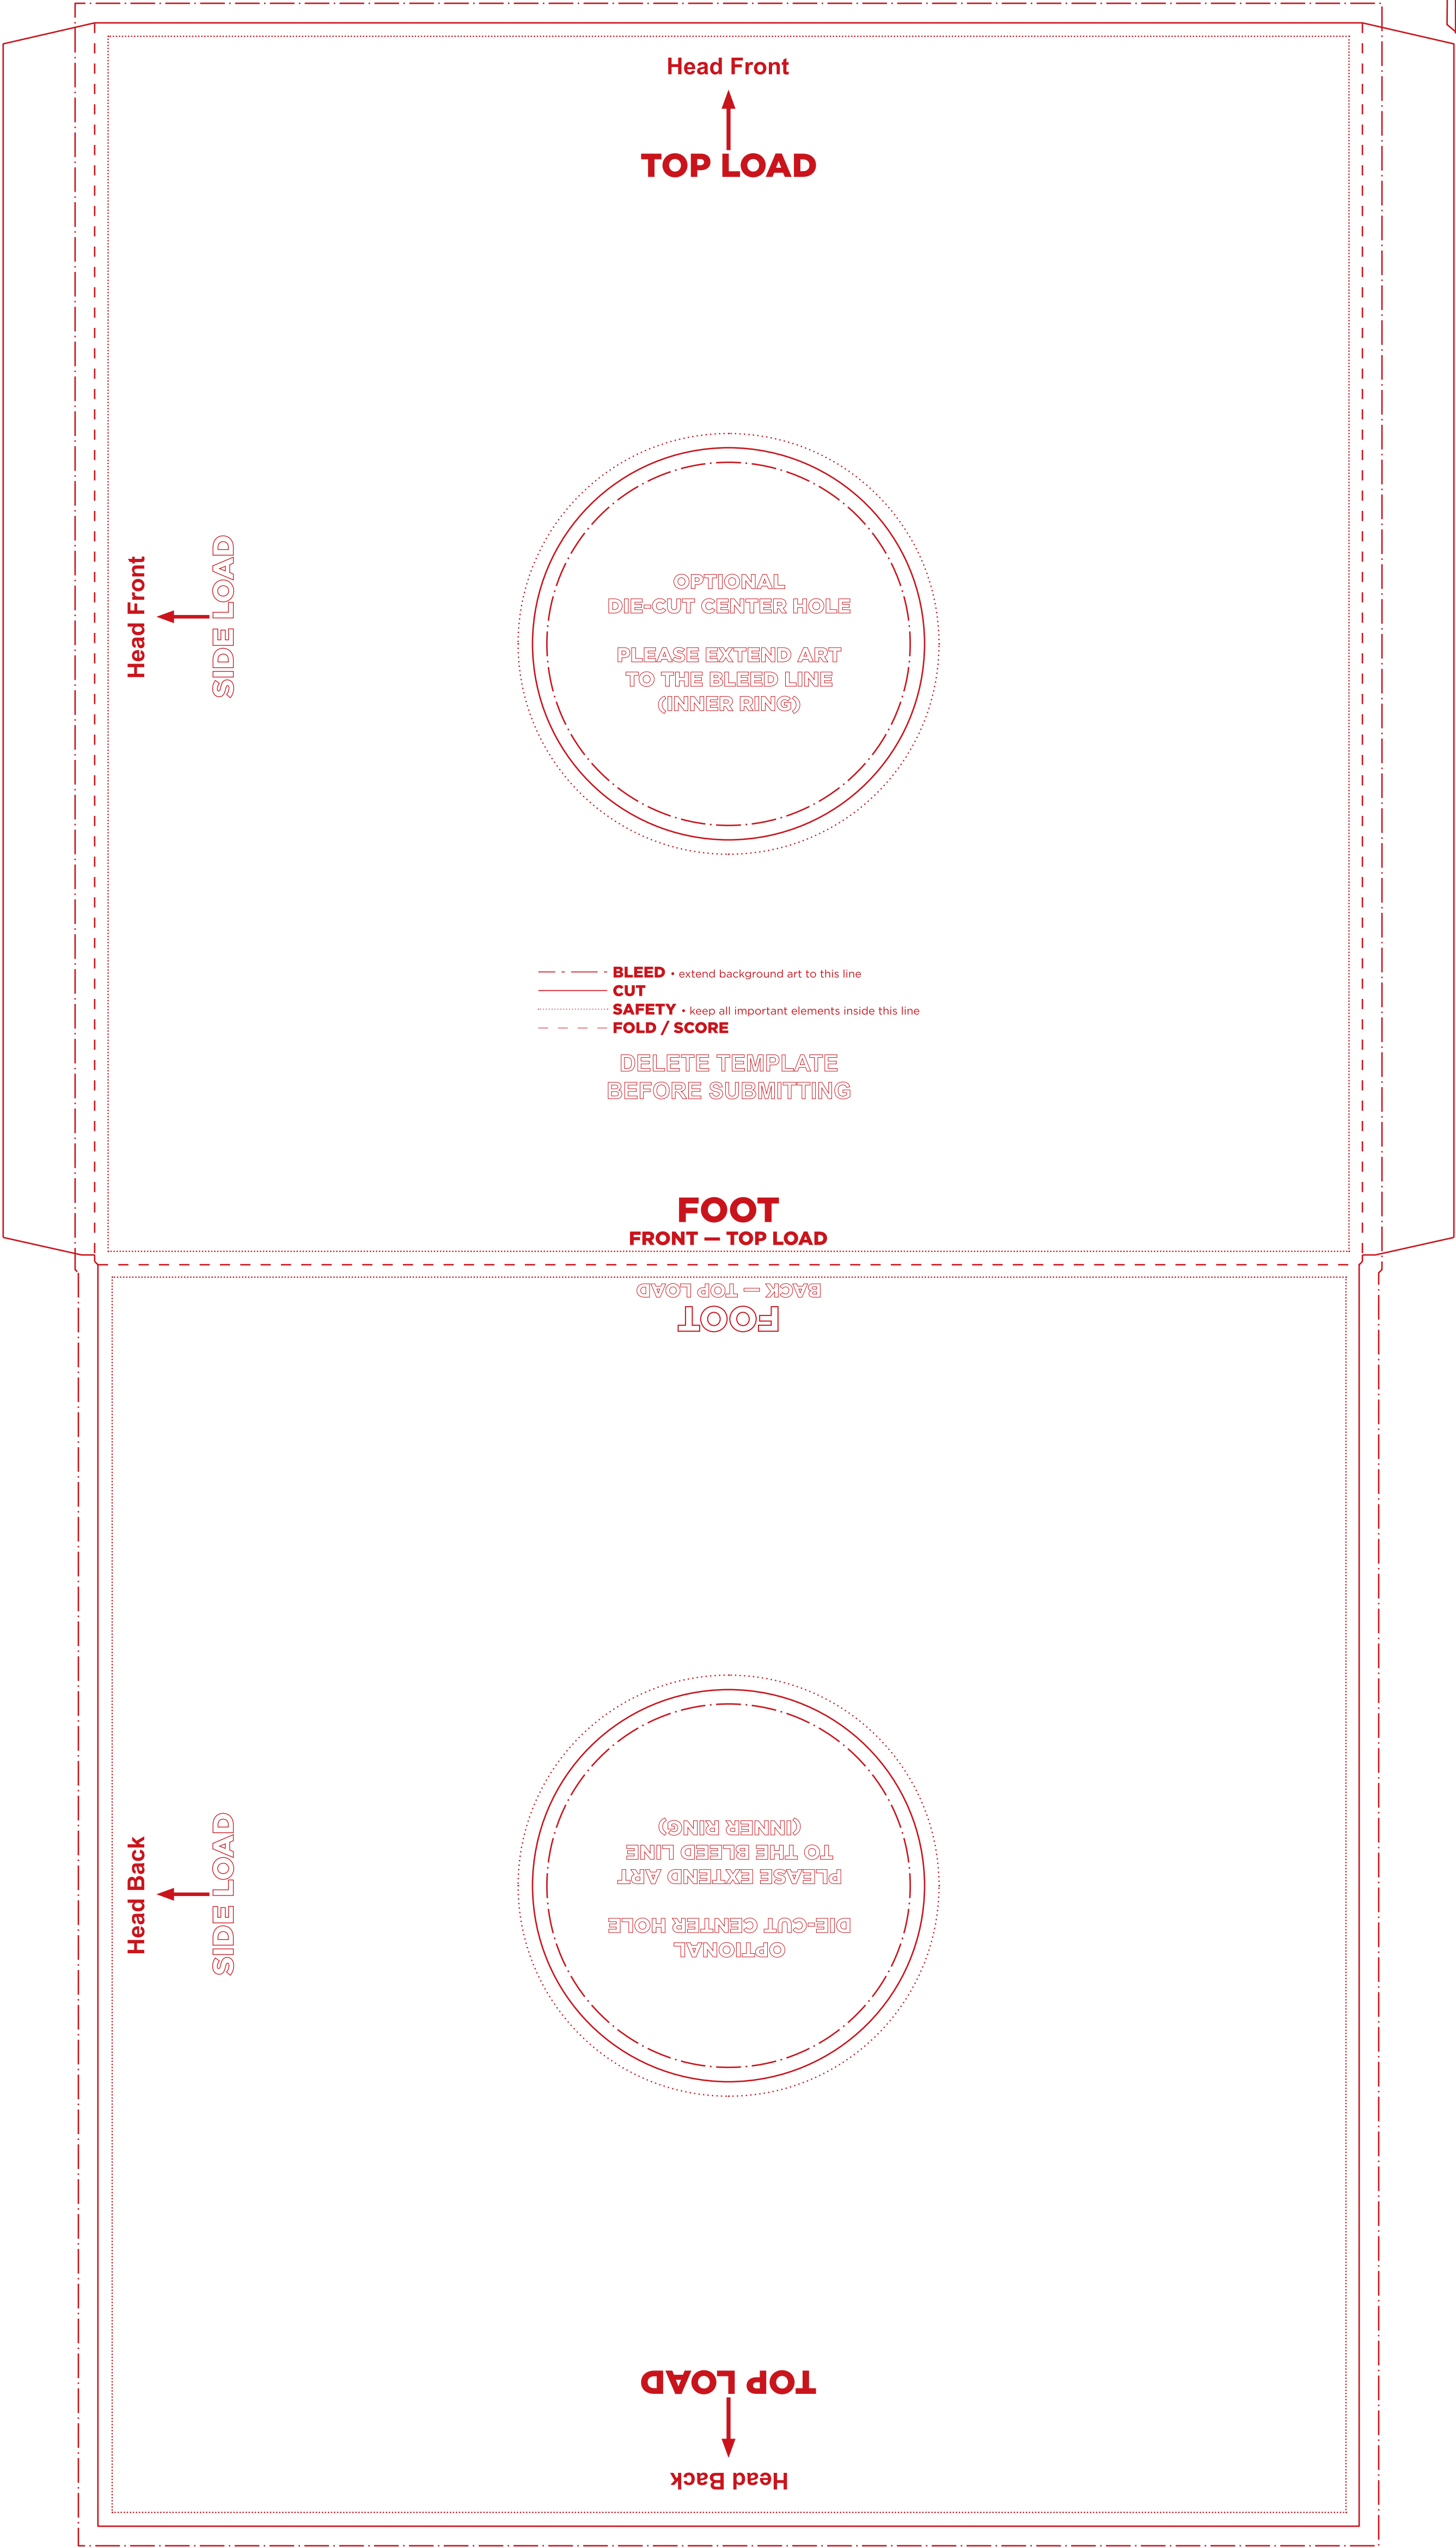 Head Front
TOP LOAD
Head Front
SIDE LOAD
OPTIONAL
DIE-CUT CENTER HOLE
PLEASE EXTEND ART
TO THE BLEED LINE
(INNER RING)
BLEED • extend background art to this line
CUT
SAFETY • keep all important elements inside this line
FOLD / SCORE
DELETE TEMPLATE
BEFORE SUBMITTING
FOOT
FRONT — TOP LOAD
FOOT
BACK — TOP LOAD
Head Back
SIDE LOAD
OPTIONAL
DIE-CUT CENTER HOLE
PLEASE EXTEND ART
TO THE BLEED LINE
(INNER RING)
Head Back
TOP LOAD